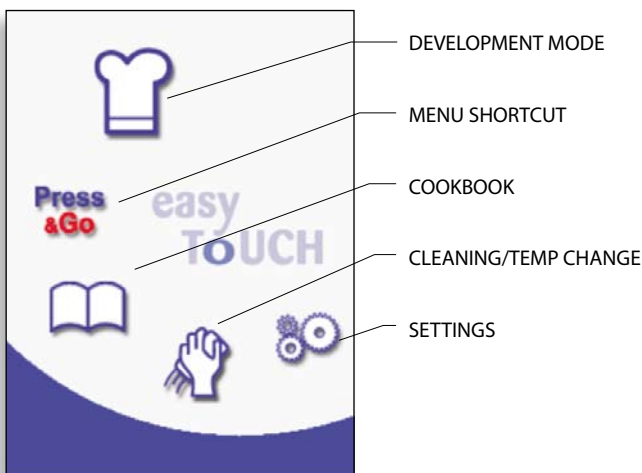 DEVELOPMENT MODE
MENU SHORTCUT
Press
&Go
easy
ToUCH
COOKBOOK
CLEANING/TEMP CHANGE
SETTINGS